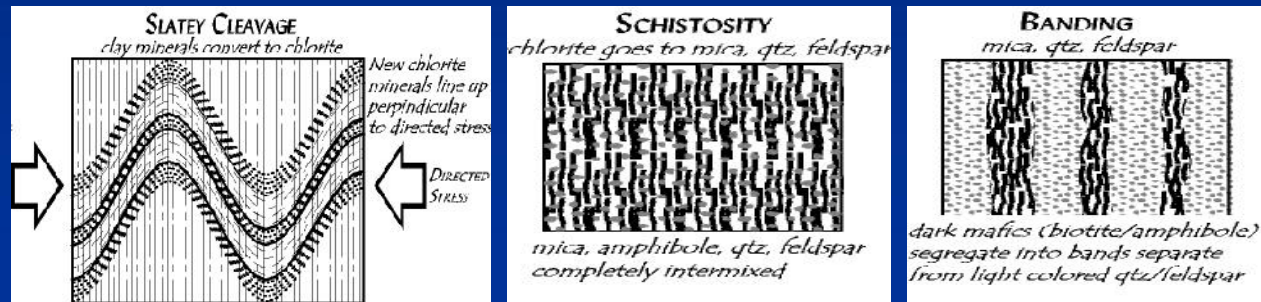 SLATEY CLEAVAGE
clay minerals convert to chlorite
New chlorite
minerals line up
perpindicular
to directed stress
DIRECTED
STRESS
SCHISTOSITY
chlorite goes to mica, qtz, feldspar
mica, amphibole, qtz, feldspar
completely intermixed
BANDING
mica, qtz, feldspar
dark mafics (biotite/amphibole)
segregate into bands separate
from light colored qtz/feldspar